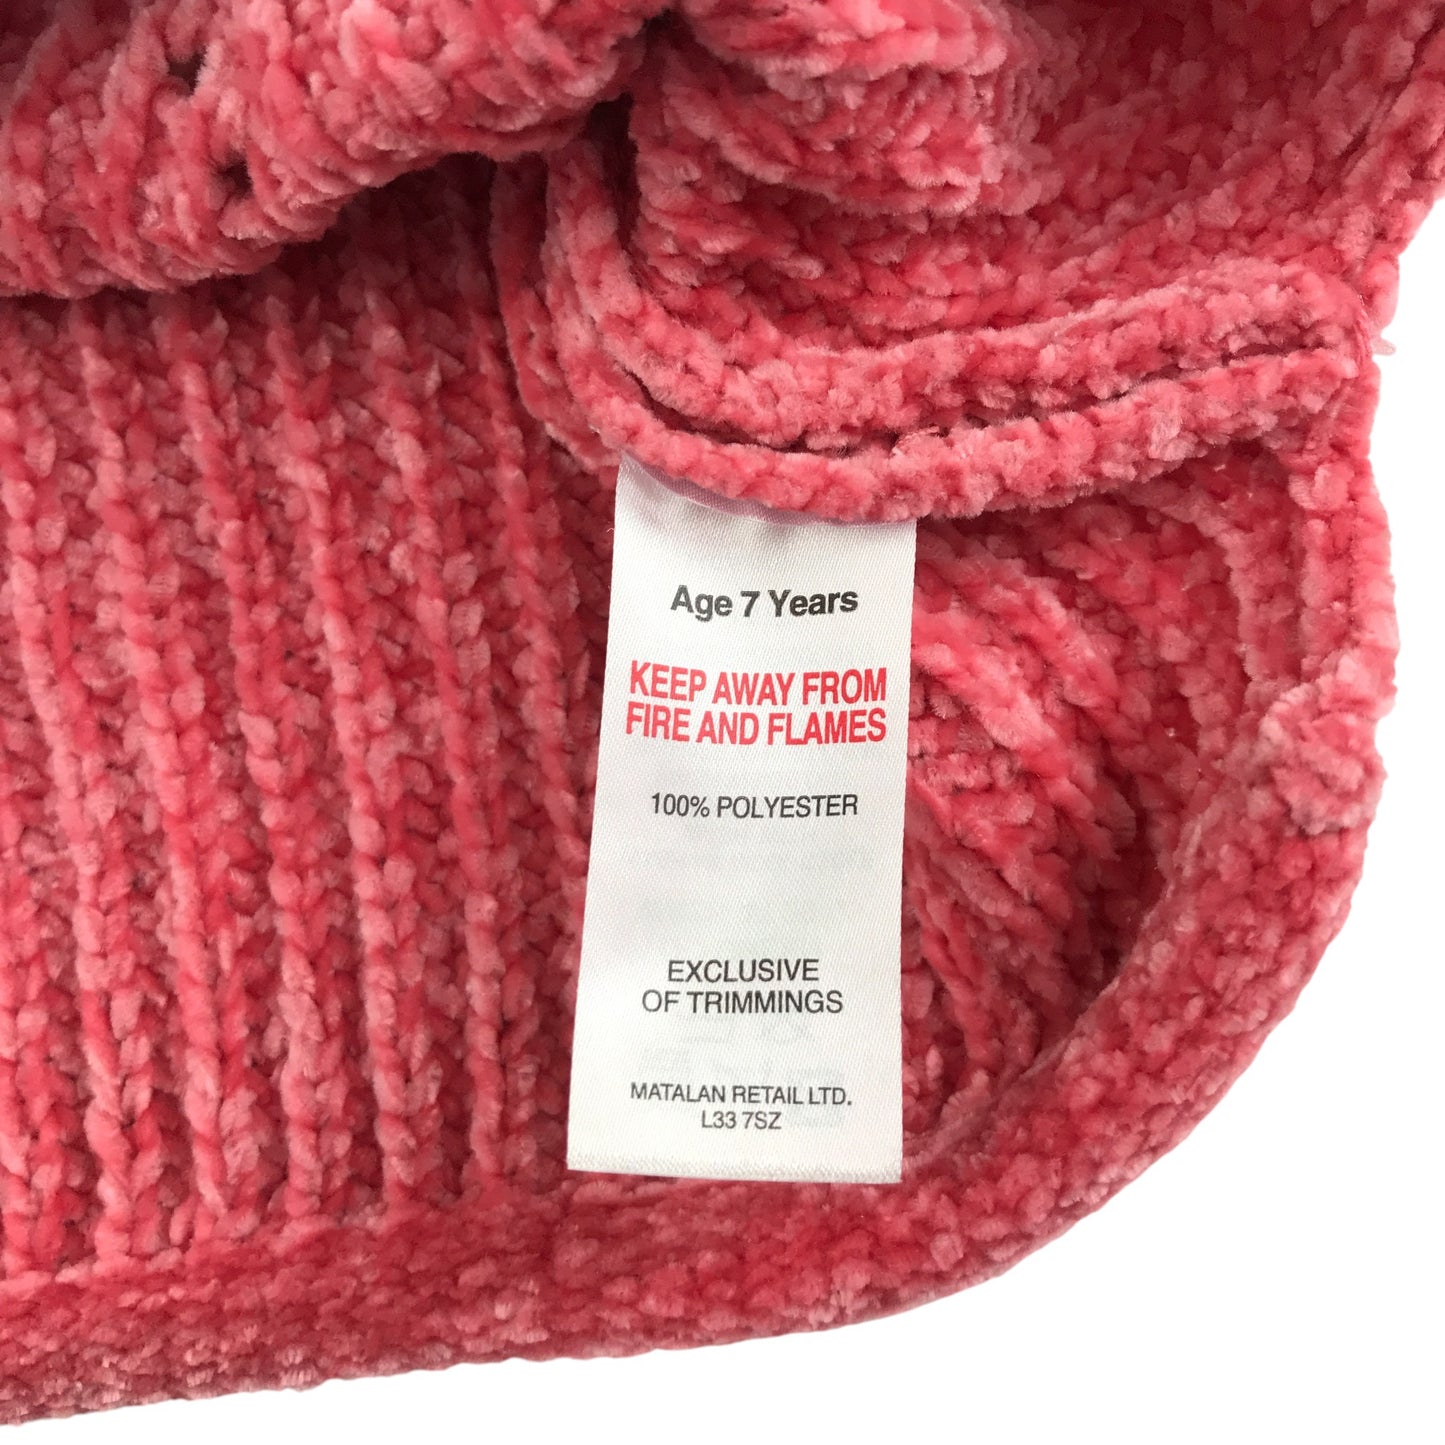 Age 7 Years
KEEP AWAY FROM
FIRE AND FLAMES
100% POLYESTER
EXCLUSIVE
OF TRIMMINGS
MATALAN RETAIL LTD.
L33 7SZ